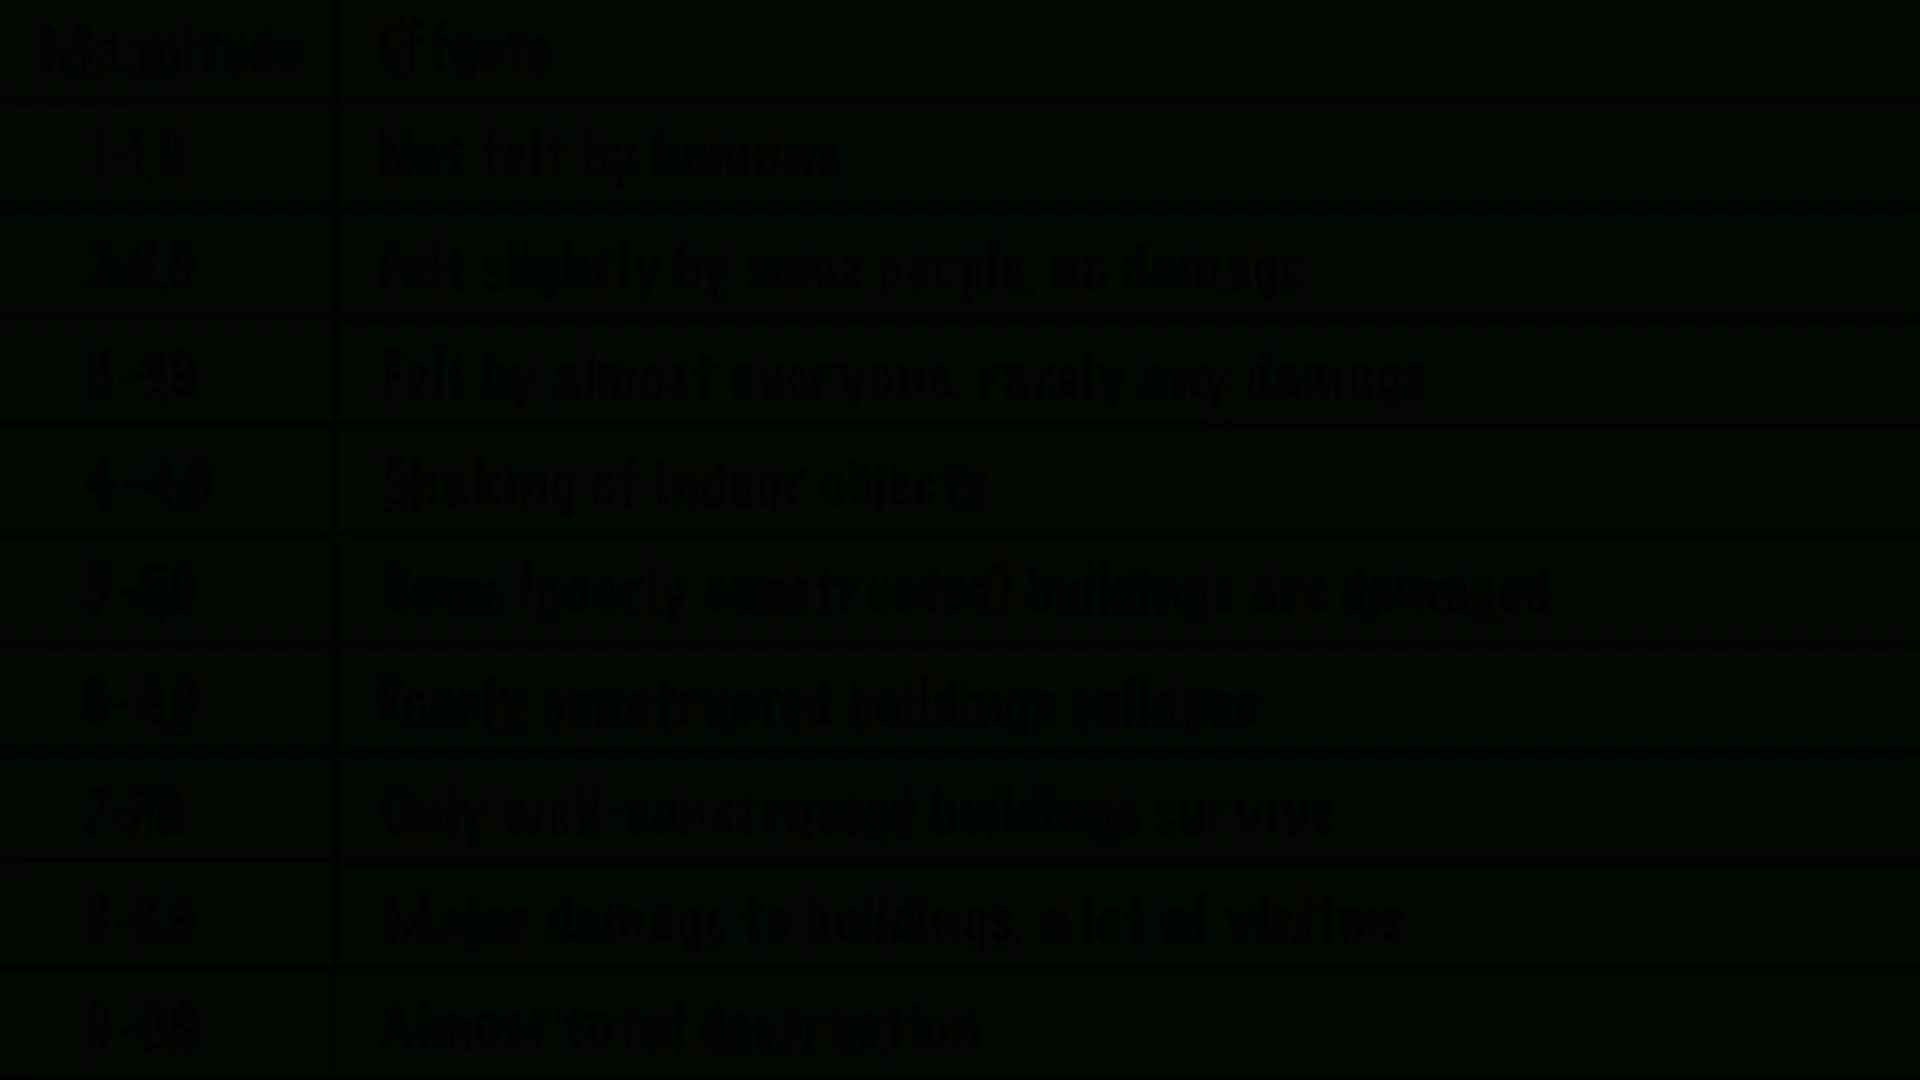 Magnitude Effects
1-1,9 Not felt by humans
2-2,9 Felt slightly by some people, no damage
3-3,9 Felt by almost everyone, rarely any damage
4-4,9 Shaking of indoor objects
5-5,9 Some (poorly constructed) buildings are damaged
6-6,9 Poorly constructed buildings collapse
7-7,9 Only well-constructed buildings survive
8-8,9 Major damage to buildings, a lot of victims
Almost total destruction